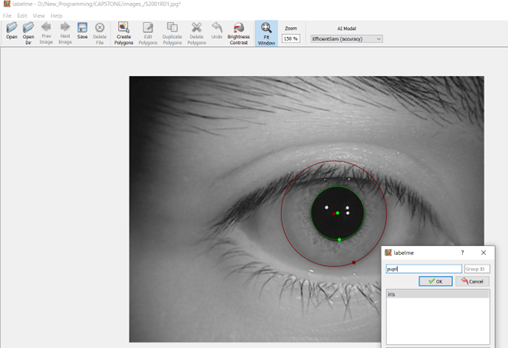 labelme - D:/New_Programming/CAPSTONE/Images_/S2001R01.jpg*
File Edit View Help
Open Open Dir Prev Image Next Image Save Delete File Create Polygons Edit Polygons Duplicate Polygons Delete Polygons Undo Brightness Contrast Fit Window
Zoom
158 %
AI Model
EfficientSam (accuracy)
labelme ? ×
pupil Group ID
OK Cancel
iris